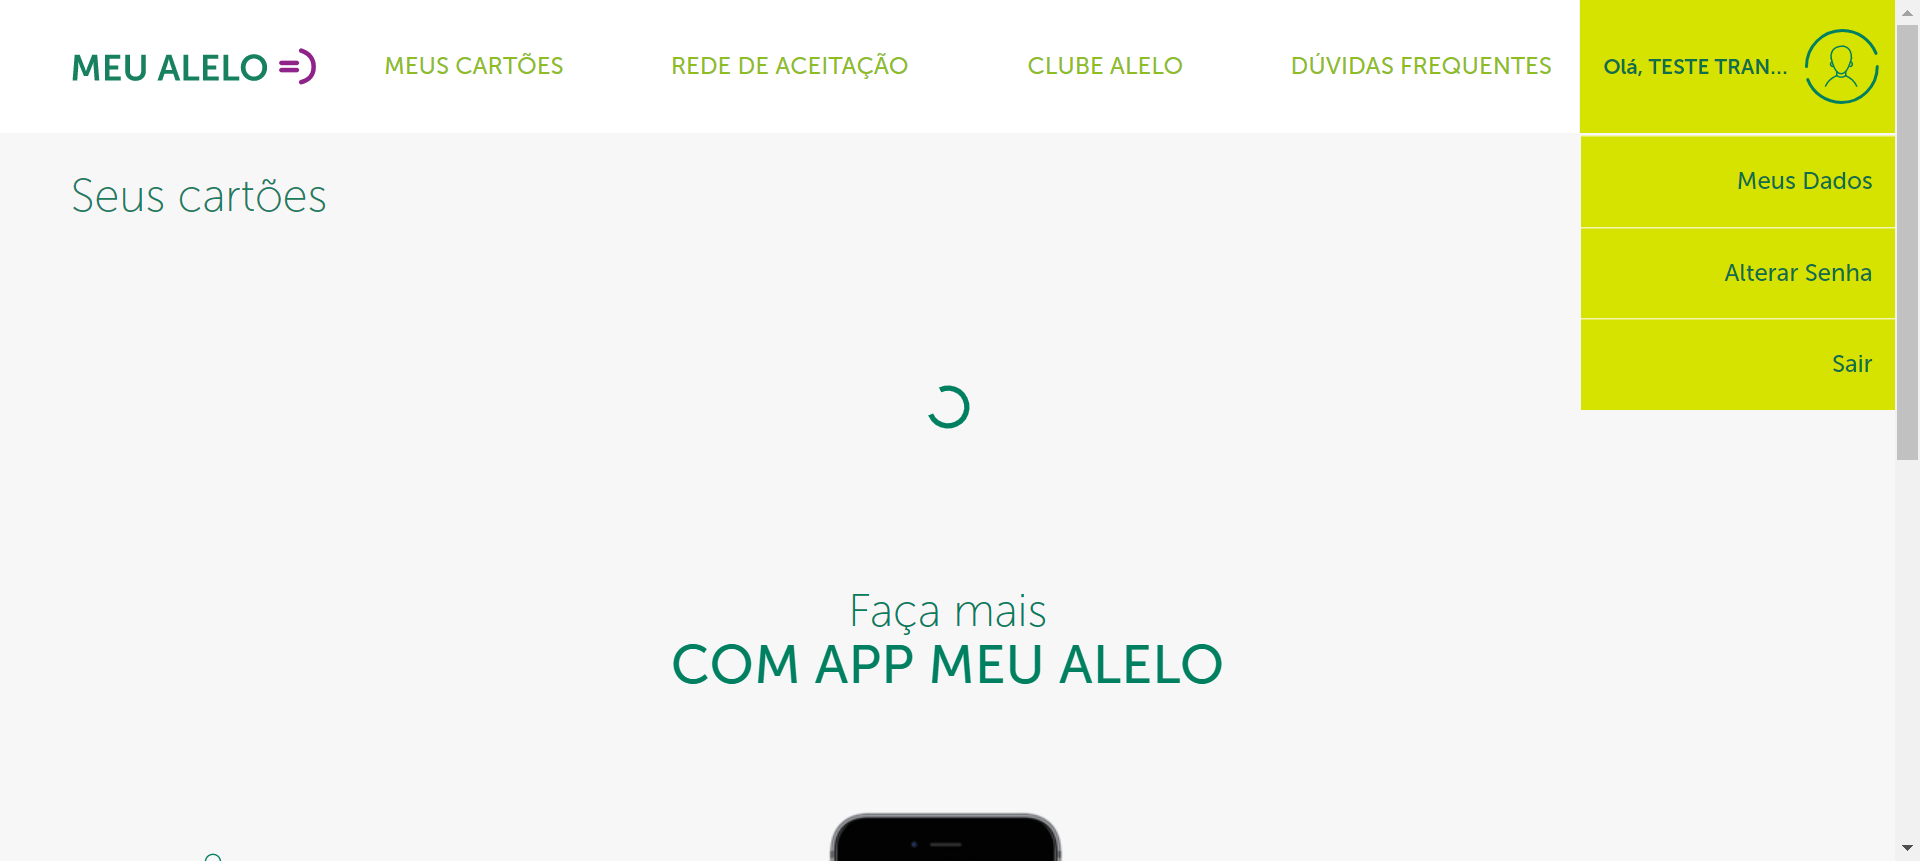 MEU ALELO
MEUS CARTÕES
REDE DE ACEITAÇÃO
CLUBE ALELO
DÚVIDAS FREQUENTES
Olá, TESTE TRAN...
Meus Dados
Alterar Senha
Sair
Seus cartões
Faça mais
COM APP MEU ALELO